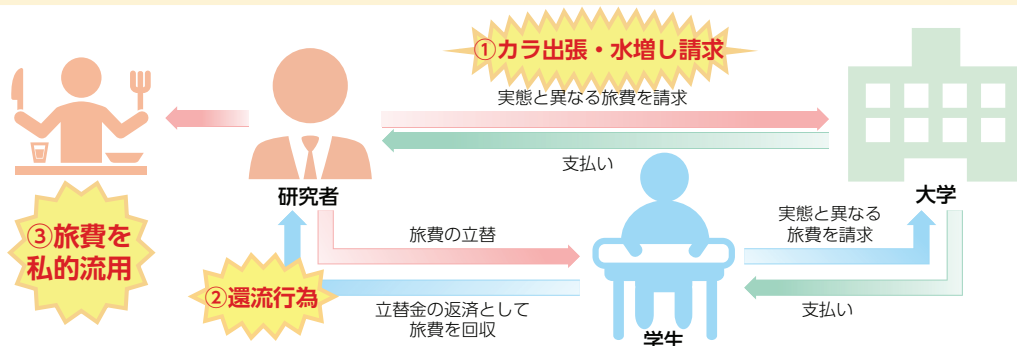 ①カラ出張・水増し請求
実態と異なる旅費を請求
支払い
研究者
大学
③旅費を
私的流用
旅費の立替
実態と異なる
旅費を請求
②還流行為
立替金の返済として
旅費を回収
支払い
学生